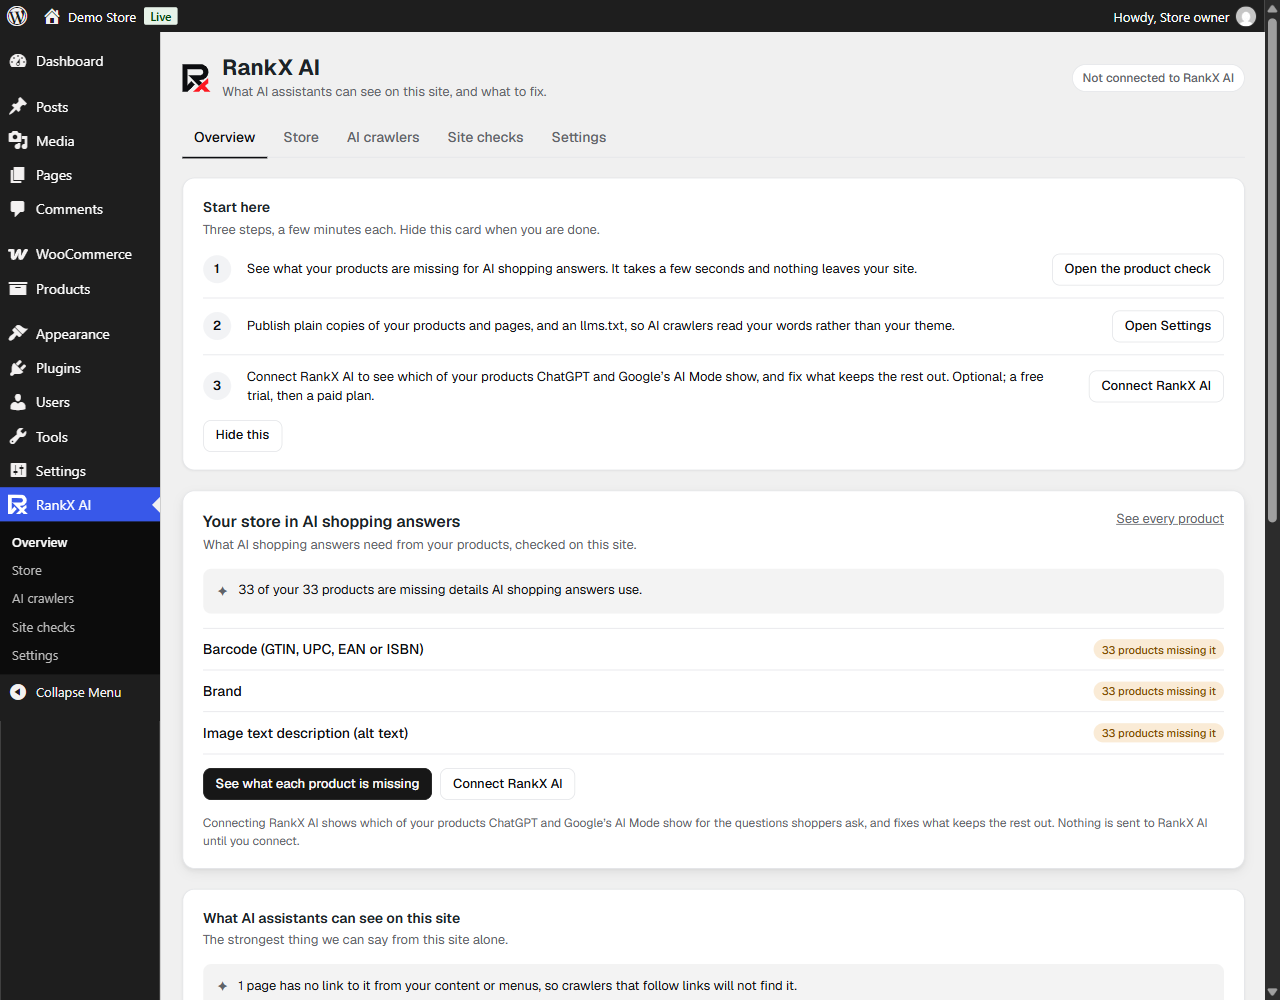 Demo Store Live
Howdy, Store owner
Dashboard
Posts
Media
Pages
Comments
WooCommerce
Products
Appearance
Plugins
Users
Tools
Settings
RankX AI
Overview
Store
AI crawlers
Site checks
Settings
Collapse Menu
RankX AI
What AI assistants can see on this site, and what to fix.
Not connected to RankX AI
Overview Store AI crawlers Site checks Settings
Start here
Three steps, a few minutes each. Hide this card when you are done.
1 See what your products are missing for AI shopping answers. It takes a few seconds and nothing leaves your site. Open the product check
2 Publish plain copies of your products and pages, and an llms.txt, so AI crawlers read your words rather than your theme. Open Settings
3 Connect RankX AI to see which of your products ChatGPT and Google's AI Mode show, and fix what keeps the rest out. Optional; a free
trial, then a paid plan.
Connect RankX AI
Hide this
Your store in AI shopping answers
See every product
What AI shopping answers need from your products, checked on this site.
33 of your 33 products are missing details AI shopping answers use.
Barcode (GTIN, UPC, EAN or ISBN) 33 products missing it
Brand 33 products missing it
Image text description (alt text) 33 products missing it
See what each product is missing Connect RankX AI
Connecting RankX AI shows which of your products ChatGPT and Google's AI Mode show for the questions shoppers ask, and fixes what keeps the rest out. Nothing is sent to RankX AI
until you connect.
What AI assistants can see on this site
The strongest thing we can say from this site alone.
1 page has no link to it from your content or menus, so crawlers that follow links will not find it.